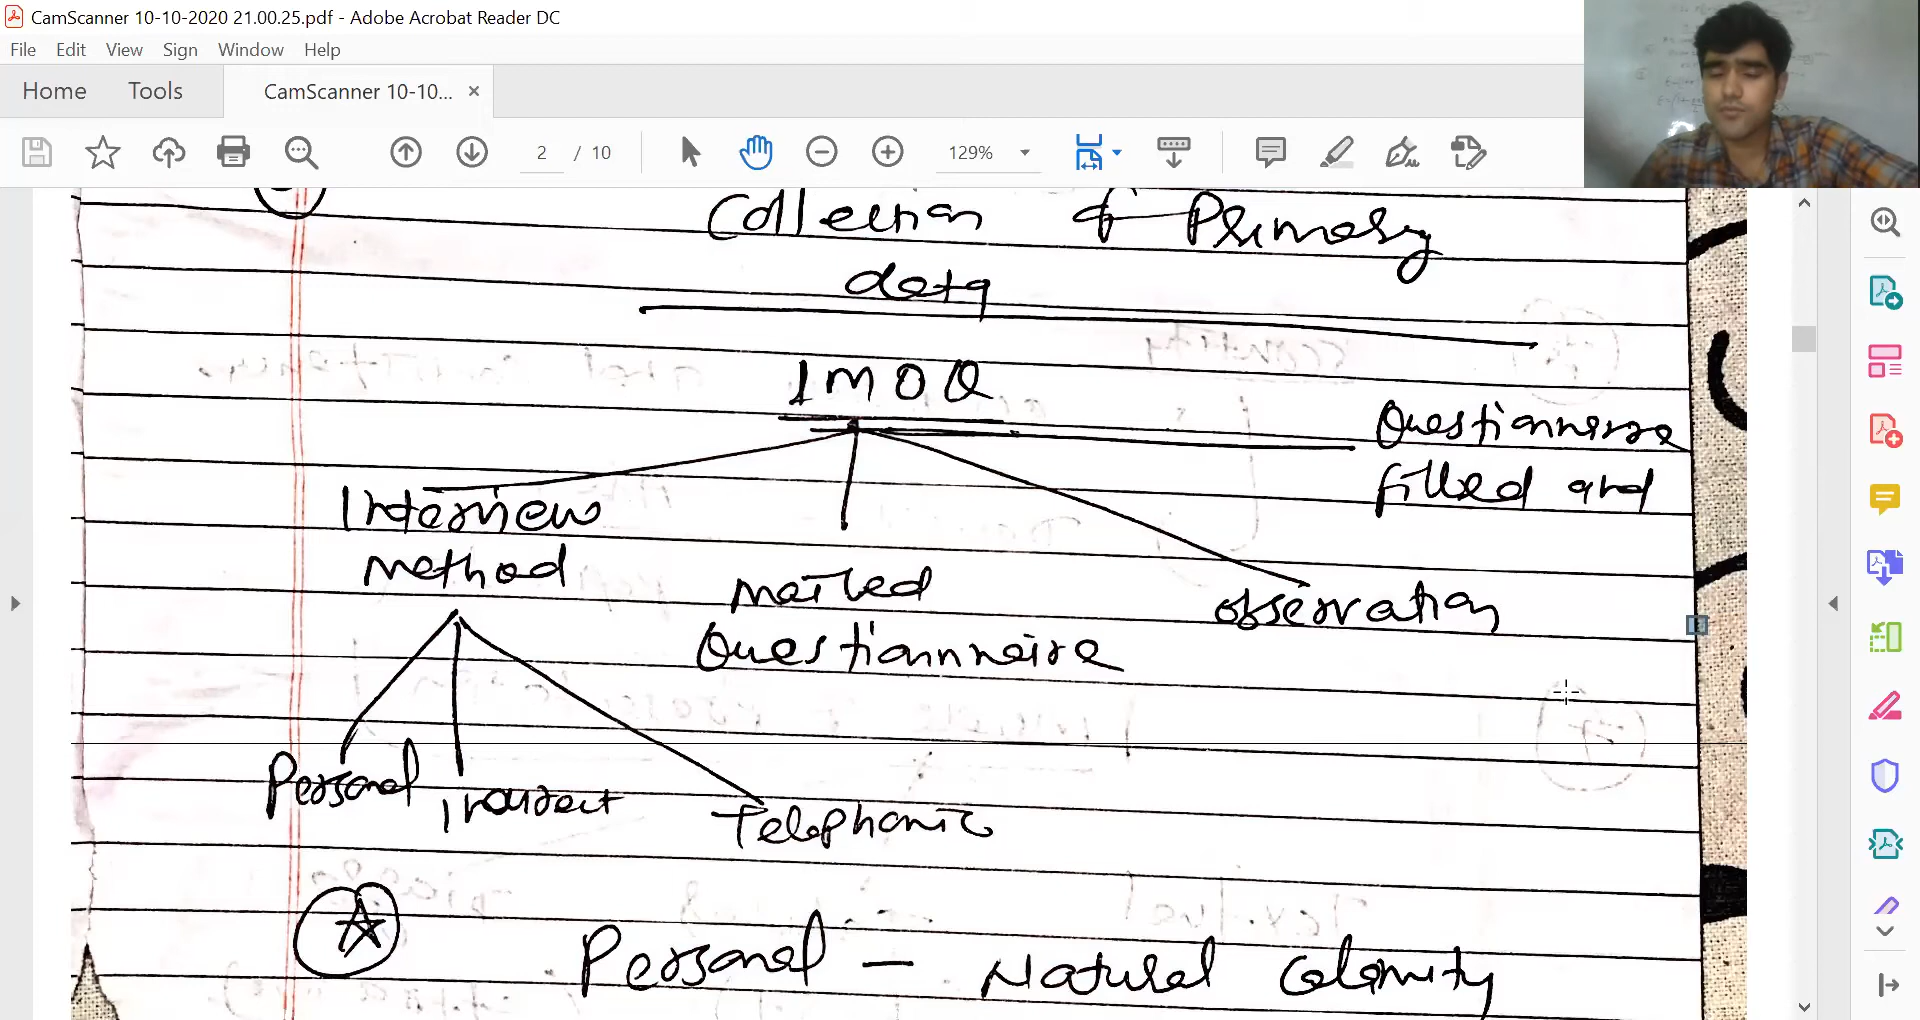 CamScanner 10-10-2020 21.00.25.pdf - Adobe Acrobat Reader DC
File Edit View Sign Window Help
Home Tools CamScanner 10-10... ×
2 / 10 129%
Collection of Primary
data
IMOQ
Questionnaire
filled and
Interview
method
mailed
Questionnaire
observation
Personal
Indirect
Telephonic
Personal – Natural Calamity